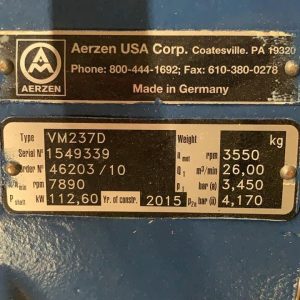 Aerzen USA Corp. Coatesville. PA 19320
Phone: 800-444-1692; Fax: 610-380-0278
AERZEN
Made in Germany
Type VM237D Weight kg
Serial Nº 1549339 n mot rpm 3550
Order Nº 46203/10 Q 1 m³/min 26,00
rpm 7890 bar (e) 3,450
P shaft kW 112,60 Yr. of constr. 2015 bar (ü) 4,170